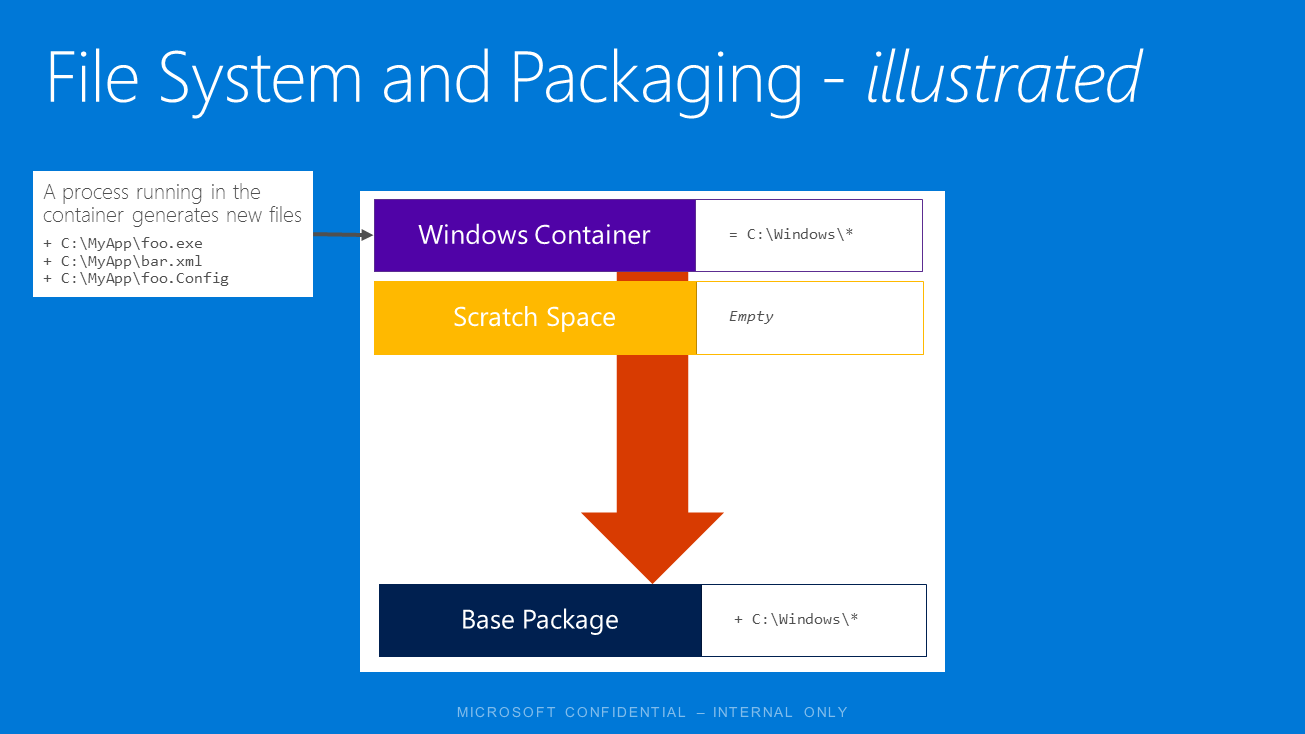 File System and Packaging - illustrated
A process running in the
container generates new files
+ C:\MyApp\foo.exe
+ C:\MyApp\bar.xml
+ C:\MyApp\foo.Config
Windows Container
= C:\Windows\*
Scratch Space
Empty
Base Package
+ C:\Windows\*
MICROSOFT CONFIDENTIAL – INTERNAL ONLY